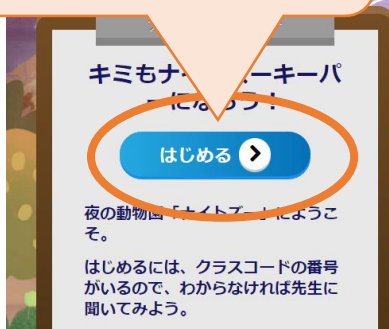 キミもナ ーキーパ
ーになろう！
はじめる
夜の動物園「ナイトズー」にようこ
そ。
はじめるには、クラスコードの番号
がいるので、わからなければ先生に
聞いてみよう。